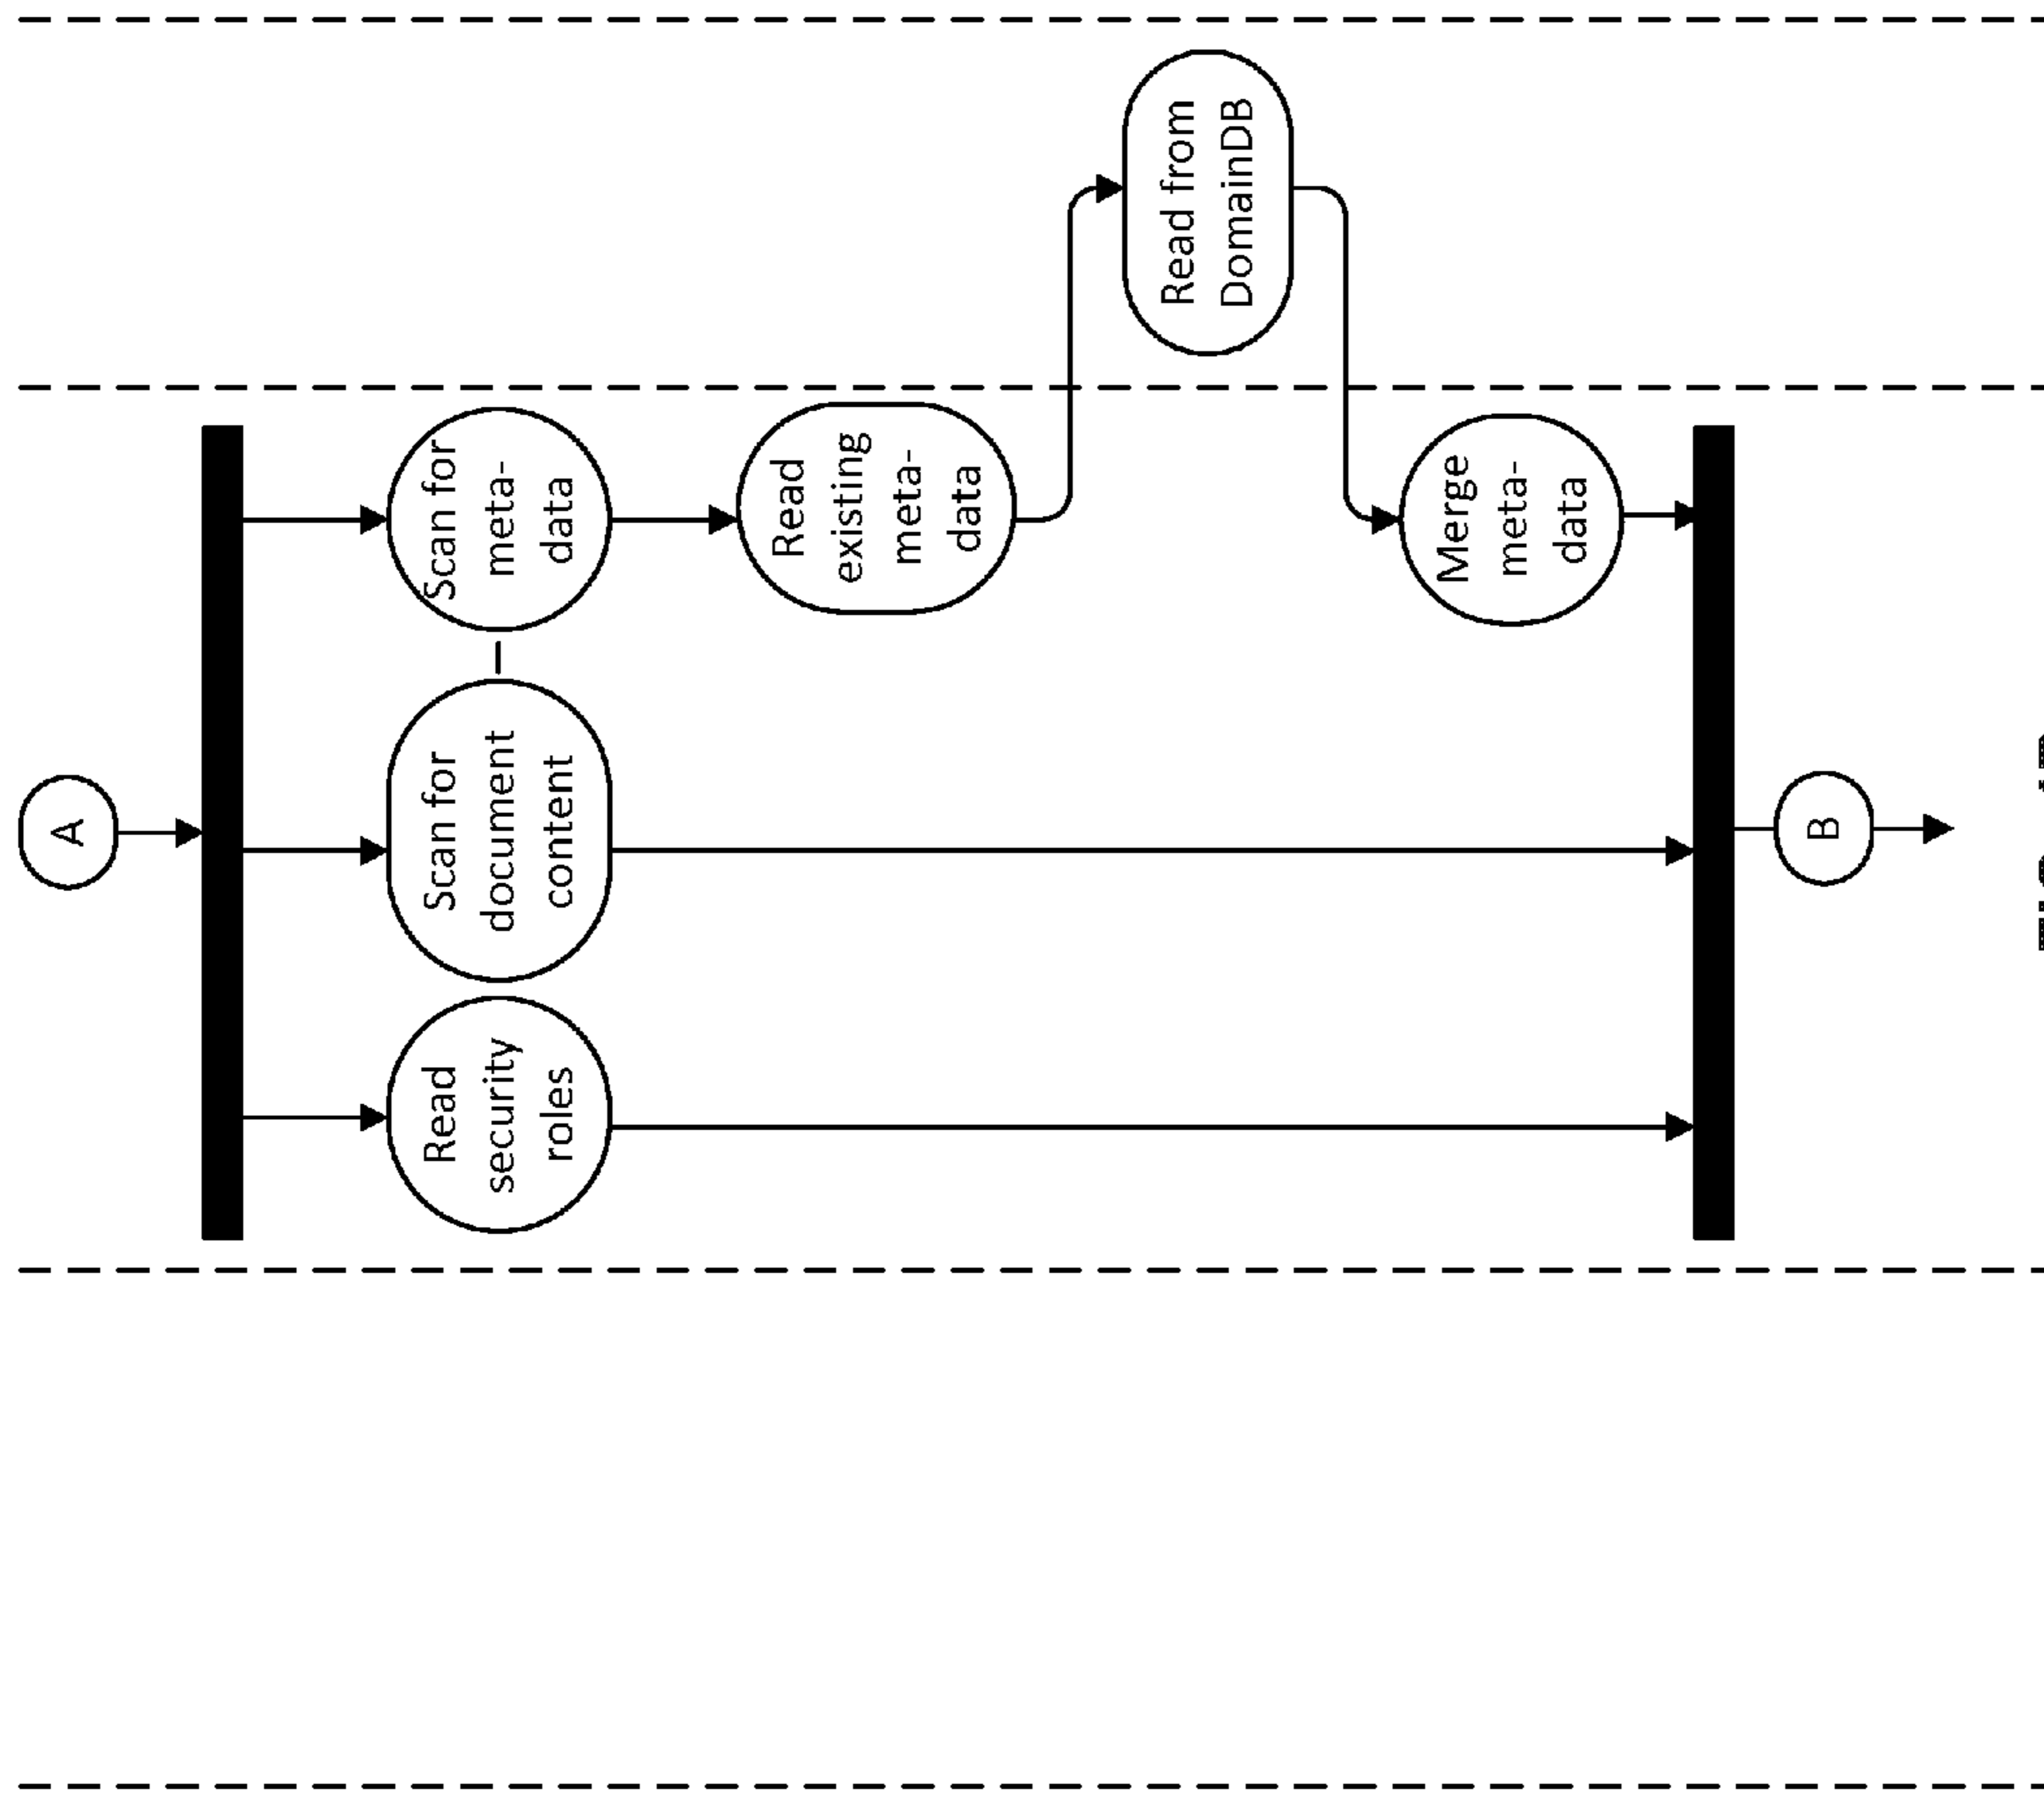 A
Read
security
roles
Scan for
document
content
Scan for
meta-
data
Read
existing
meta-
data
Read from
DomainDB
Merge
meta-
data
B